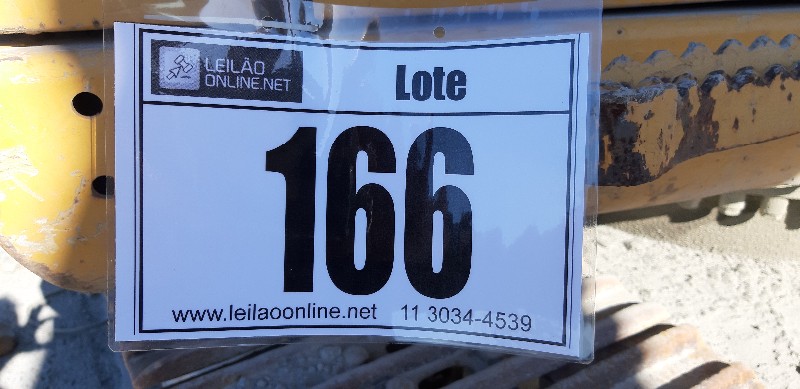 LEILÃO
ONLINE.NET
Lote
166
www.leilaoonline.net 11 3034-4539